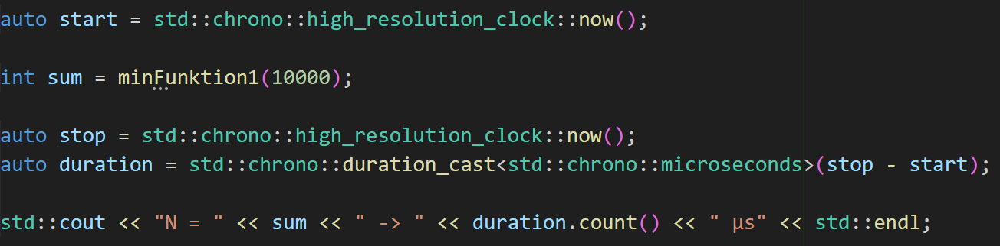 auto start = std::chrono::high_resolution_clock::now();
int sum = minFunktion1(10000);
auto stop = std::chrono::high_resolution_clock::now();
auto duration = std::chrono::duration_cast<std::chrono::microseconds>(stop - start);
std::cout << "N = " << sum << " -> " << duration.count() << " µs" << std::endl;